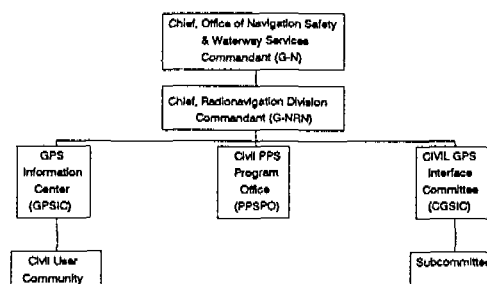 Chief, Office of Navigation Safety
& Waterway Services
Commandant (G-N)
Chief, Radionavigation Division
Commandant (G-NRN)
GPS
Information
Center
(GPSIC)
Civil PPS
Program
Office
(PPSPO)
CIVIL GPS
Interface
Committee
(CGSIC)
Civil User
Community
Subcommittee